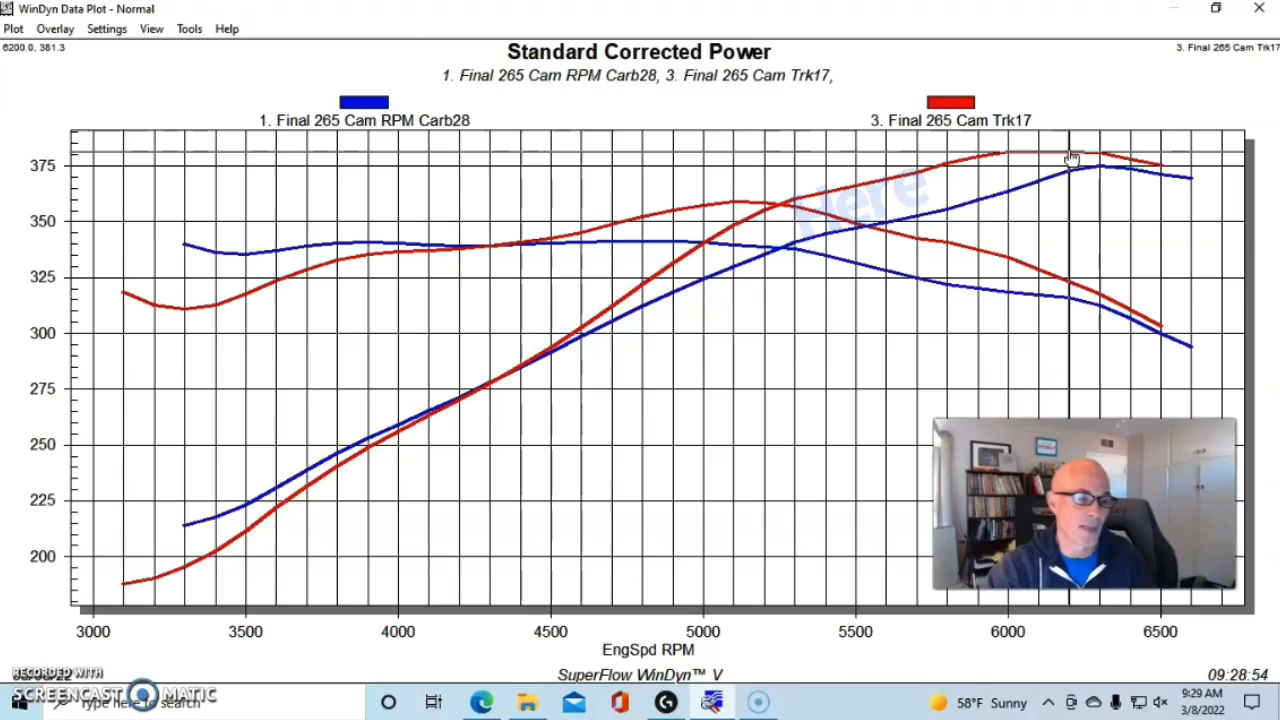 WinDyn Data Plot - Normal
Plot Overlay Settings View Tools Help
6200.0, 381.3
3. Final 265 Cam Trk17
Standard Corrected Power
1. Final 265 Cam RPM Carb28, 3. Final 265 Cam Trk17,
1. Final 265 Cam RPM Carb28
3. Final 265 Cam Trk17
375
350
325
300
275
250
225
200
Here
3000 3500 4000 4500 5000 5500 6000 6500
EngSpd RPM
SuperFlow WinDyn™ V
09:28:54
RECORDED WITH
SCREENCAST MATIC
Type here to search
58°F Sunny
9:29 AM
3/8/2022